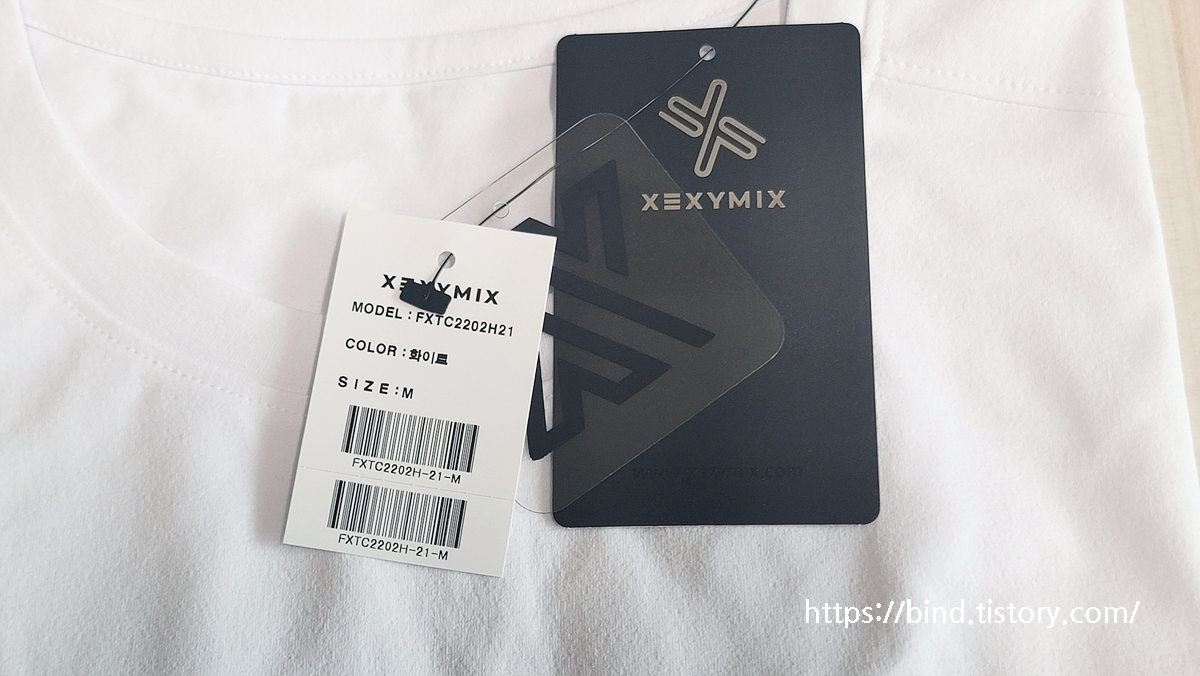 XEXYMIX
XEXYMIX
MODEL : FXTC2202H21
COLOR : 화이트
SIZE : M
FXTC2202H-21-M
FXTC2202H-21-M
https://bind.tistory.com/